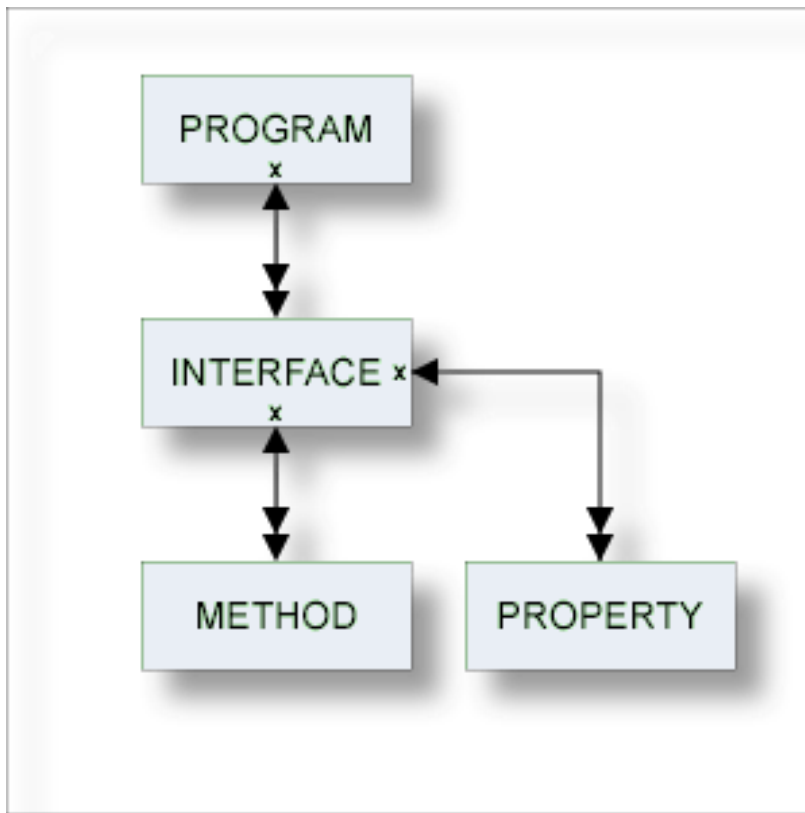 PROGRAM
x
INTERFACE x
x
METHOD
PROPERTY